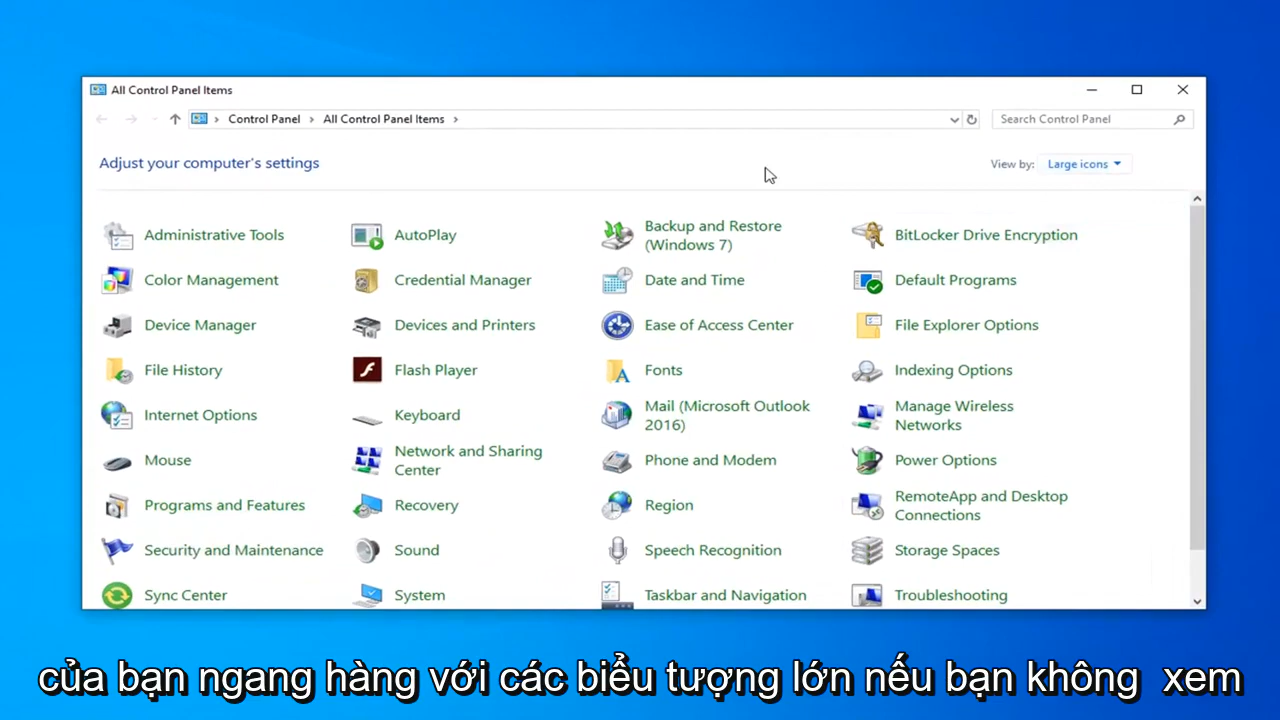 All Control Panel Items
Control Panel > All Control Panel Items >
Search Control Panel
Adjust your computer's settings
View by: Large icons
Administrative Tools
AutoPlay
Backup and Restore
(Windows 7)
BitLocker Drive Encryption
Color Management
Credential Manager
Date and Time
Default Programs
Device Manager
Devices and Printers
Ease of Access Center
File Explorer Options
File History
Flash Player
Fonts
Indexing Options
Internet Options
Keyboard
Mail (Microsoft Outlook
2016)
Manage Wireless
Networks
Mouse
Network and Sharing
Center
Phone and Modem
Power Options
Programs and Features
Recovery
Region
RemoteApp and Desktop
Connections
Security and Maintenance
Sound
Speech Recognition
Storage Spaces
Sync Center
System
Taskbar and Navigation
Troubleshooting
của bạn ngang hàng với các biểu tượng lớn nếu bạn không xem